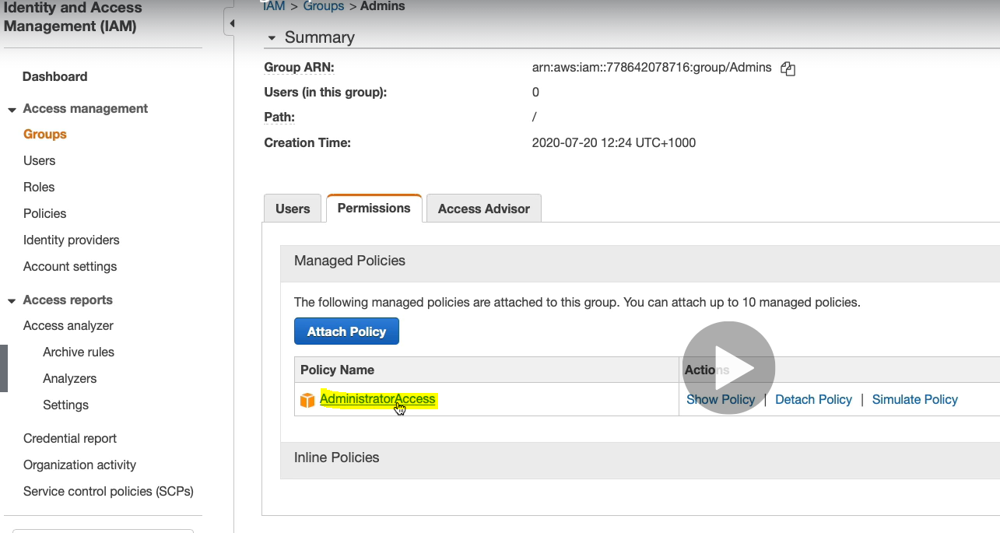 Identity and Access
Management (IAM)
Dashboard
Access management
Groups
Users
Roles
Policies
Identity providers
Account settings
Access reports
Access analyzer
Archive rules
Analyzers
Settings
Credential report
Organization activity
Service control policies (SCPs)
IAM > Groups > Admins
Summary
Group ARN: arn:aws:iam::778642078716:group/Admins
Users (in this group): 0
Path: /
Creation Time: 2020-07-20 12:24 UTC+1000
Users Permissions Access Advisor
Managed Policies
The following managed policies are attached to this group. You can attach up to 10 managed policies.
Attach Policy
Policy Name Actions
AdministratorAccess Show Policy | Detach Policy | Simulate Policy
Inline Policies